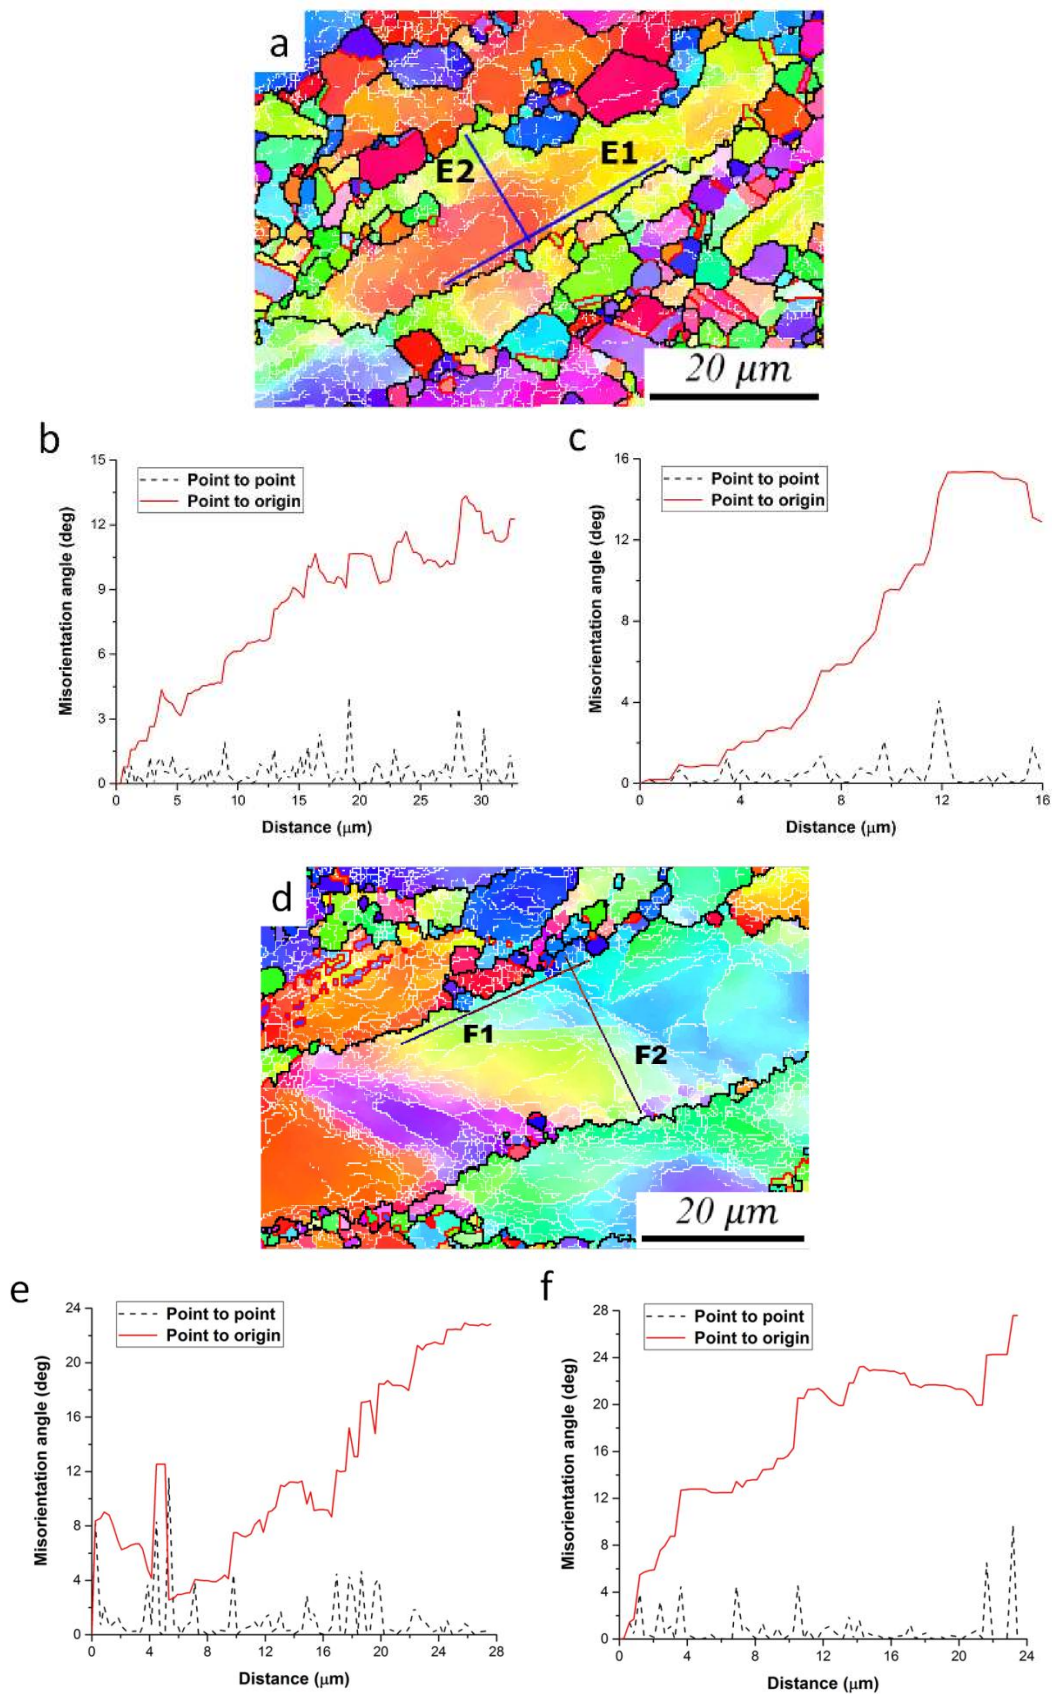 a
E2
E1
20 μm
b
c
15
12
9
6
3
0
Misorientation angle (deg)
Point to point
Point to origin
0
5
10
15
20
25
30
Distance (μm)
16
12
8
4
0
Misorientation angle (deg)
Point to point
Point to origin
0
4
8
12
16
Distance (μm)
d
F1
F2
20 μm
e
f
24
20
16
12
8
4
0
Misorientation angle (deg)
Point to point
Point to origin
0
4
8
12
16
20
24
28
Distance (μm)
28
24
20
16
12
8
4
0
Misorientation angle (deg)
Point to point
Point to origin
0
4
8
12
16
20
24
Distance (μm)